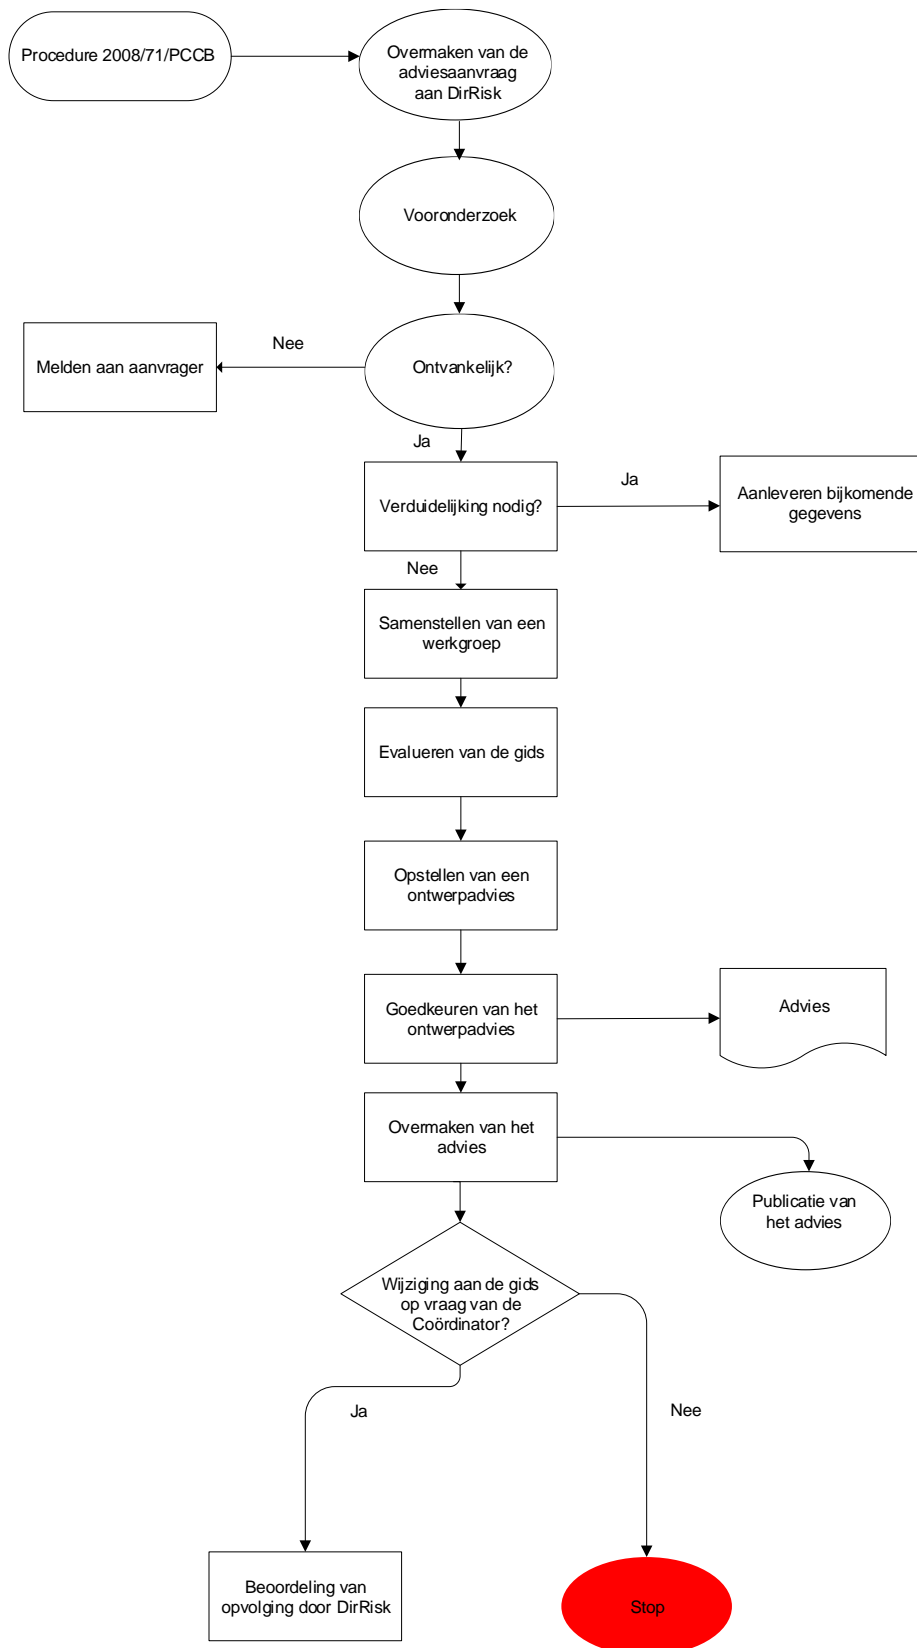 Procedure 2008/71/PCCB
Overmaken van de
adviesaanvraag
aan DirRisk
Vooronderzoek
Nee
Melden aan aanvrager
Ontvankelijk?
Ja
Verduidelijking nodig?
Ja
Aanleveren bijkomende
gegevens
Nee
Samenstellen van een
werkgroep
Evalueren van de gids
Opstellen van een
ontwerpadvies
Goedkeuren van het
ontwerpadvies
Advies
Overmaken van het
advies
Publicatie van
het advies
Wijziging aan de gids
op vraag van de
Coördinator?
Ja
Nee
Beoordeling van
opvolging door DirRisk
Stop